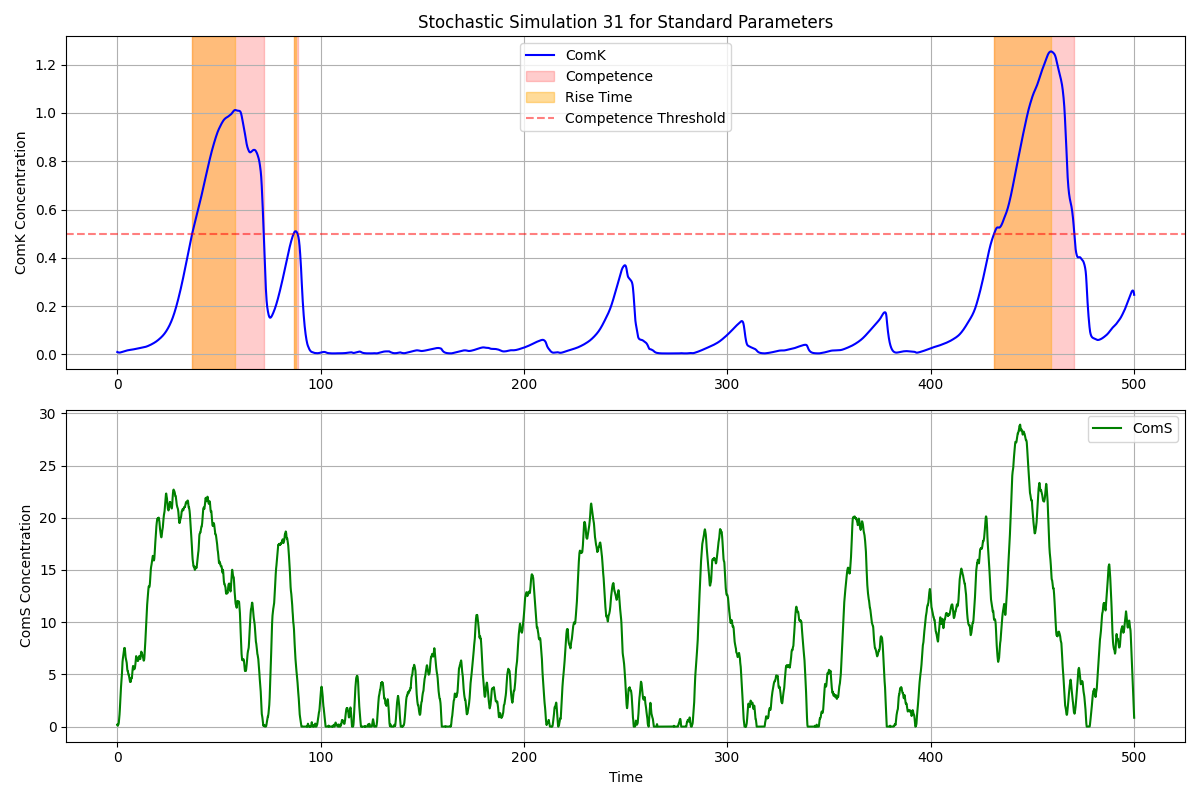 Stochastic Simulation 31 for Standard Parameters
ComK Concentration
1.2
1.0
0.8
0.6
0.4
0.2
0.0
ComK
Competence
Rise Time
Competence Threshold
0 100 200 300 400 500
ComS Concentration
30
25
20
15
10
5
0
ComS
0 100 200 300 400 500
Time